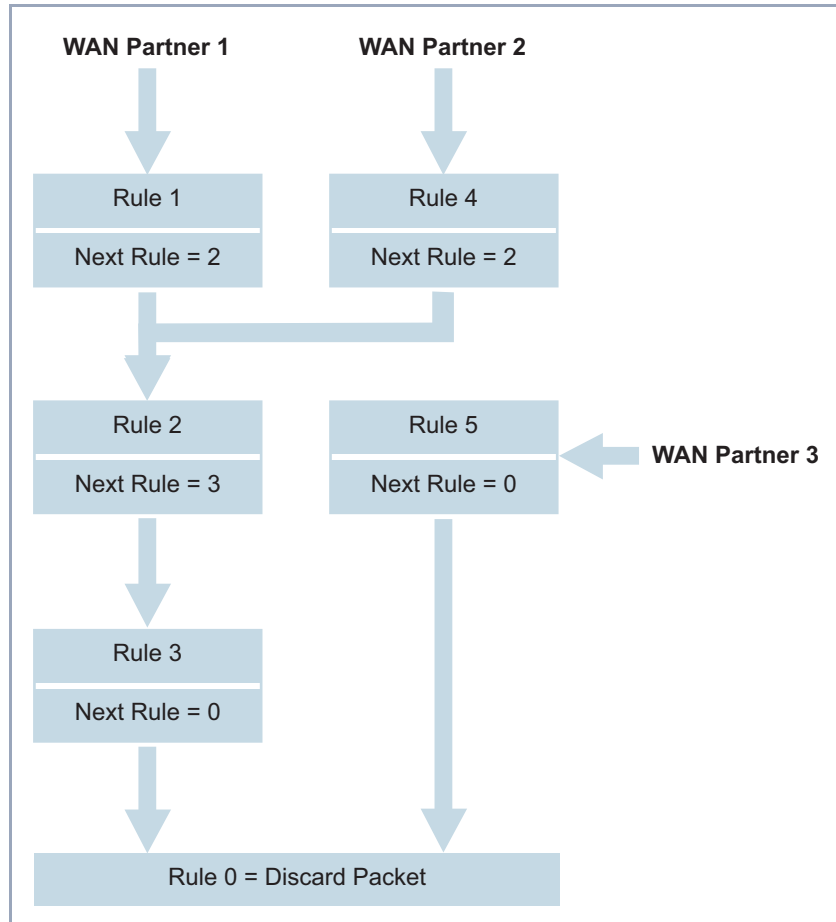 WAN Partner 1
WAN Partner 2
Rule 1
Next Rule = 2
Rule 4
Next Rule = 2
Rule 2
Next Rule = 3
Rule 5
Next Rule = 0
WAN Partner 3
Rule 3
Next Rule = 0
Rule 0 = Discard Packet